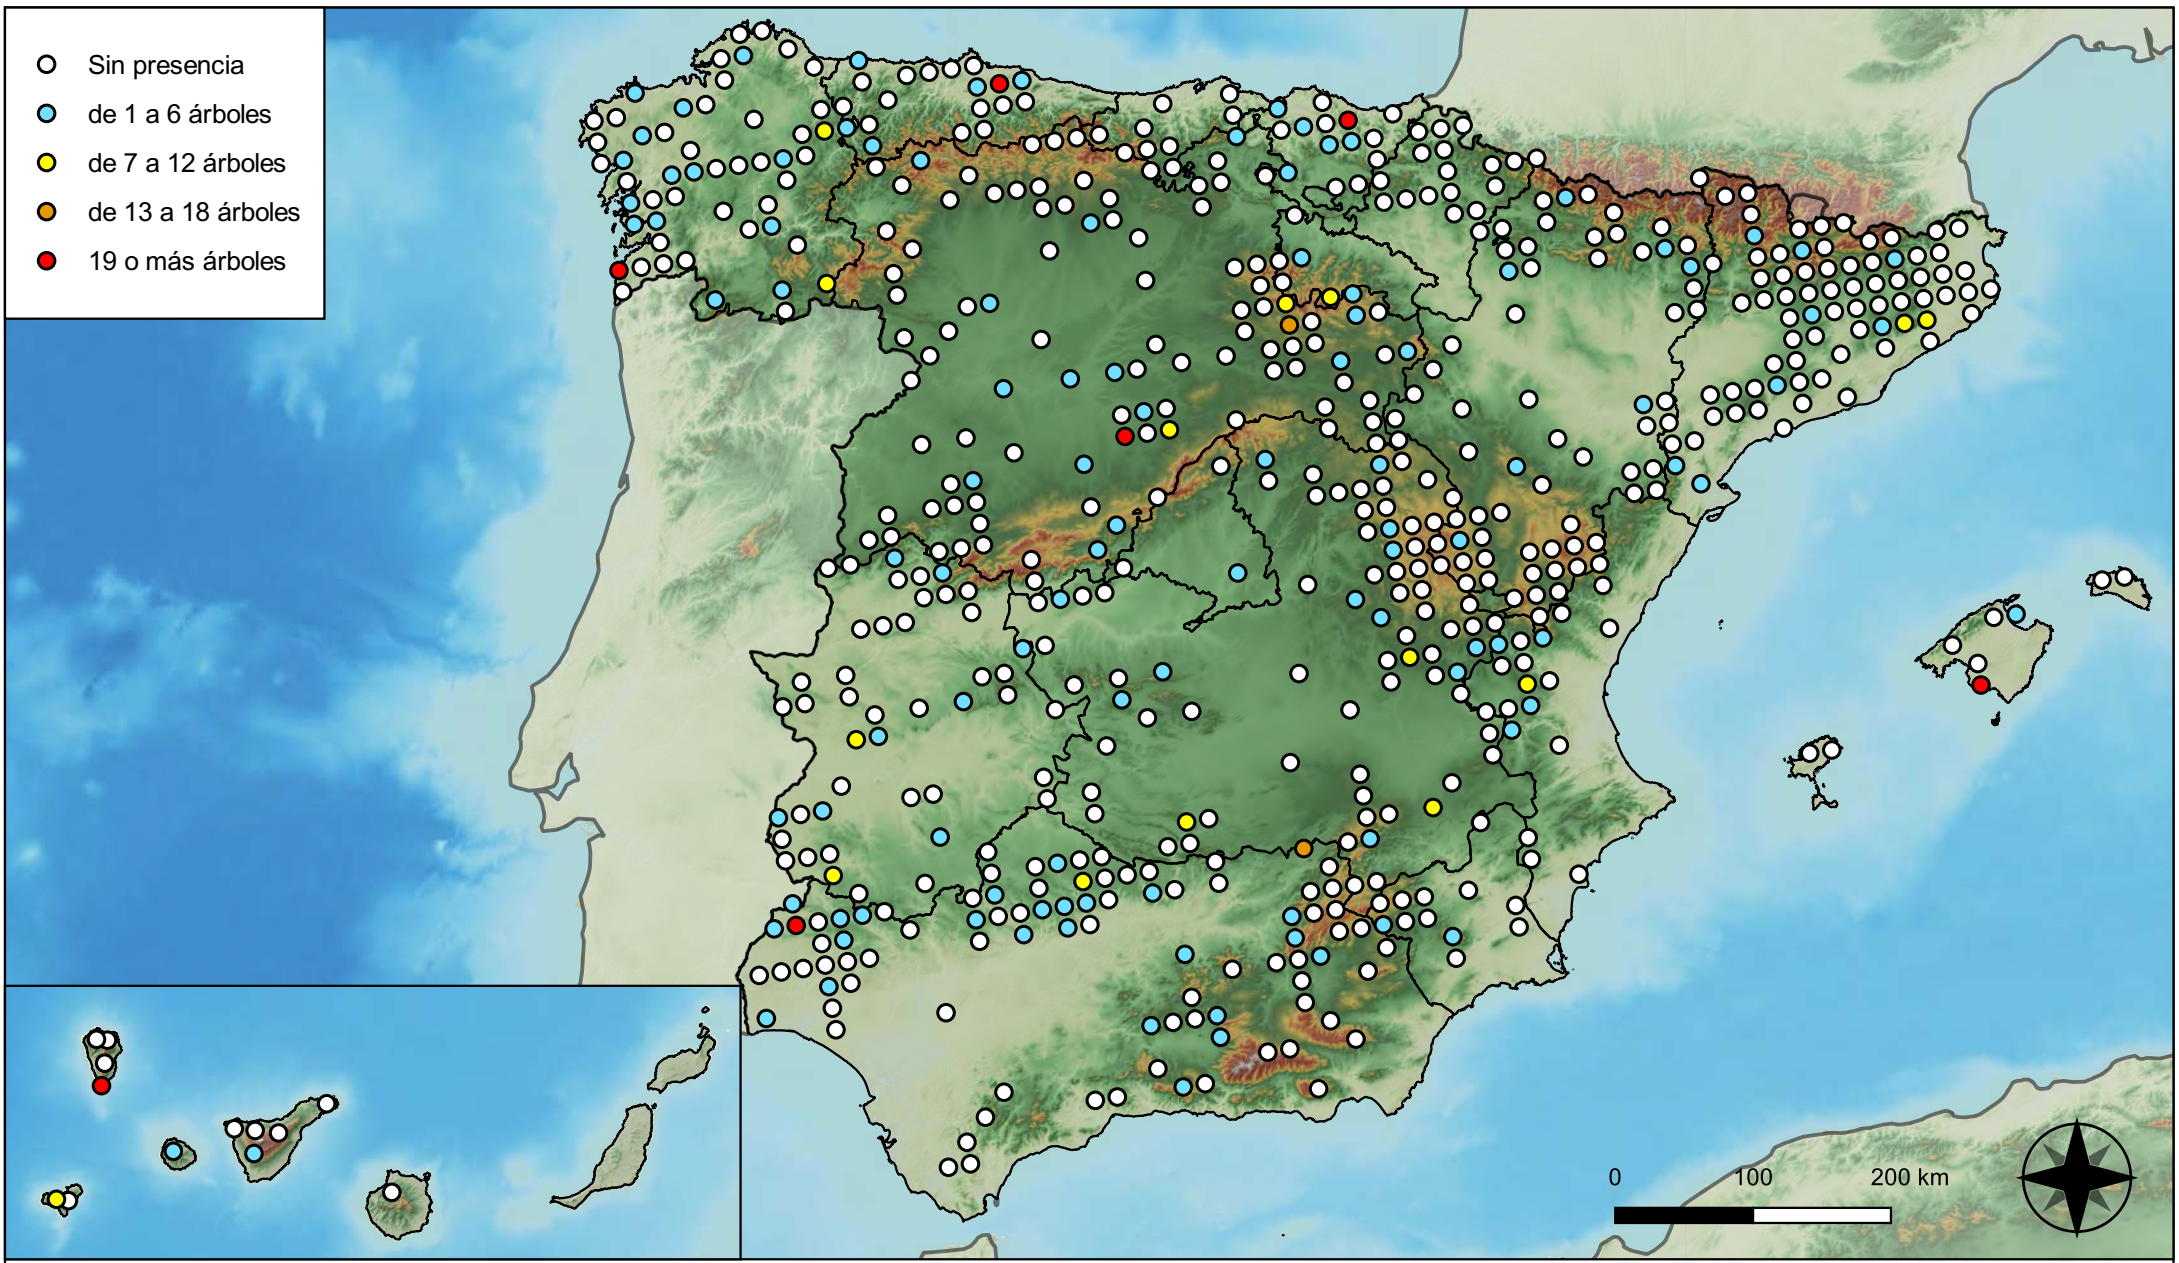 Sin presencia
de 1 a 6 árboles
de 7 a 12 árboles
de 13 a 18 árboles
19 o más árboles
0 100 200 km